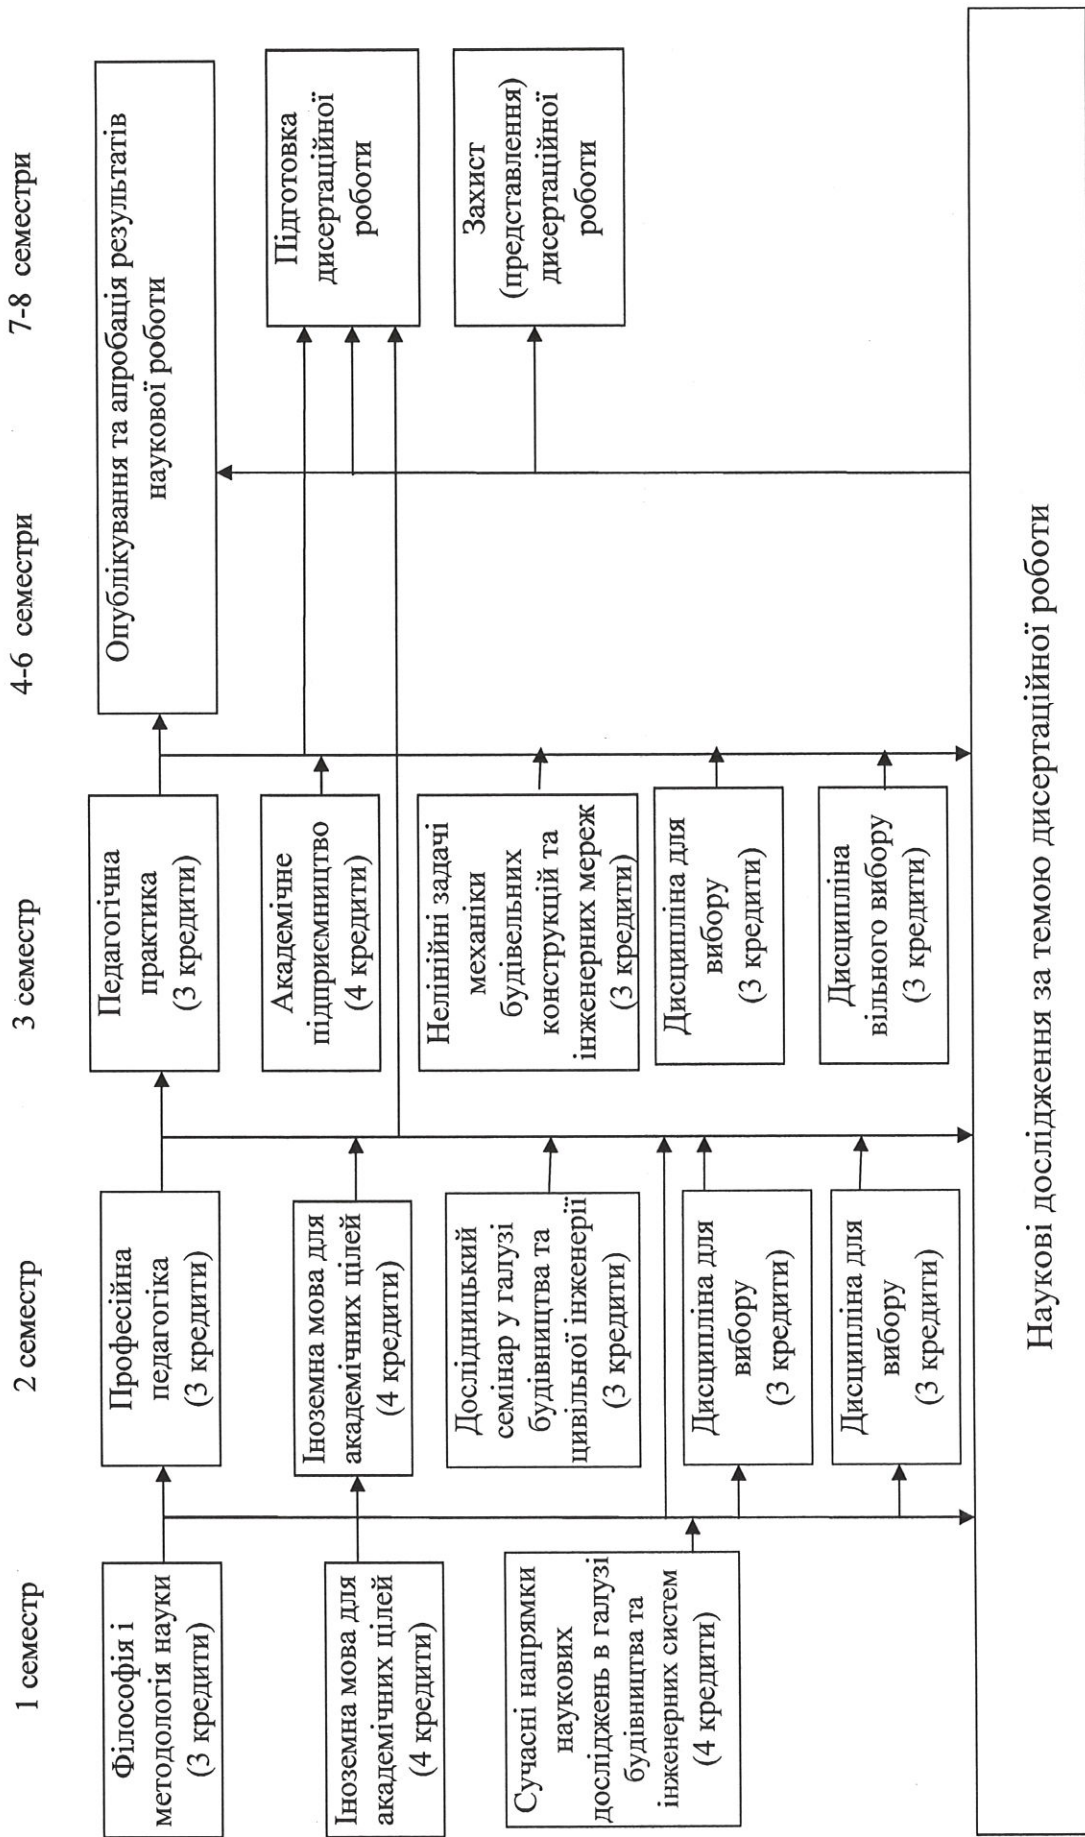 1 семестр
2 семестр
3 семестр
4-6 семестри
7-8 семестри
Філософія і
методологія науки
(3 кредити)
Іноземна мова для
академічних цілей
(4 кредити)
Сучасні напрямки
наукових
досліджень в галузі
будівництва та
інженерних систем
(4 кредити)
Професійна
педагогіка
(3 кредити)
Іноземна мова для
академічних цілей
(4 кредити)
Дослідницький
семінар у галузі
будівництва та
цивільної інженерії
(3 кредити)
Дисципліна для
вибору
(3 кредити)
Дисципліна для
вибору
(3 кредити)
Педагогічна
практика
(3 кредити)
Академічне
підприємництво
(4 кредити)
Нелінійні задачі
механіки
будівельних
конструкцій та
інженерних мереж
(3 кредити)
Дисципліна для
вибору
(3 кредити)
Дисципліна
вільного вибору
(3 кредити)
Опублікування та апробація результатів
наукової роботи
Підготовка
дисертаційної
роботи
Захист
(представлення)
дисертаційної
роботи
Наукові дослідження за темою дисертаційної роботи